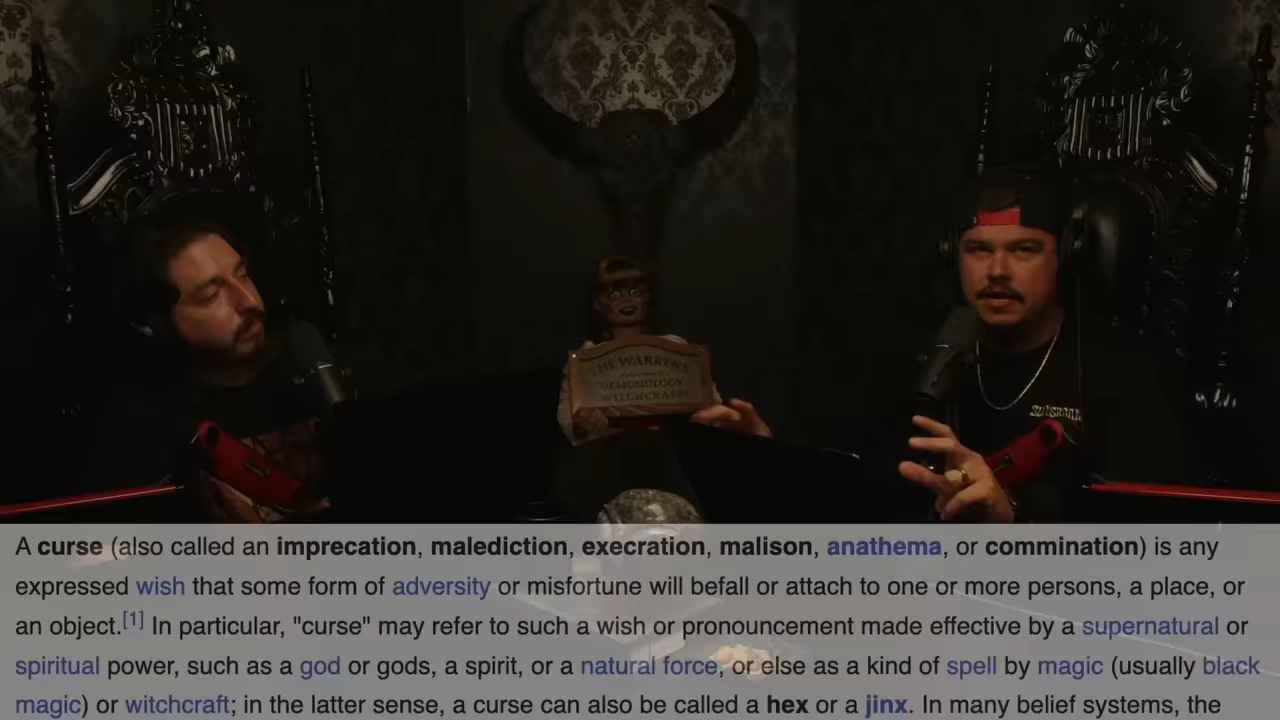 THE WARRENS
DEMONOLOGY
WITCHCRAFT
A curse (also called an imprecation, malediction, execration, malison, anathema, or commination) is any
expressed wish that some form of adversity or misfortune will befall or attach to one or more persons, a place, or
an object.[1] In particular, "curse" may refer to such a wish or pronouncement made effective by a supernatural or
spiritual power, such as a god or gods, a spirit, or a natural force, or else as a kind of spell by magic (usually black
magic) or witchcraft; in the latter sense, a curse can also be called a hex or a jinx. In many belief systems, the